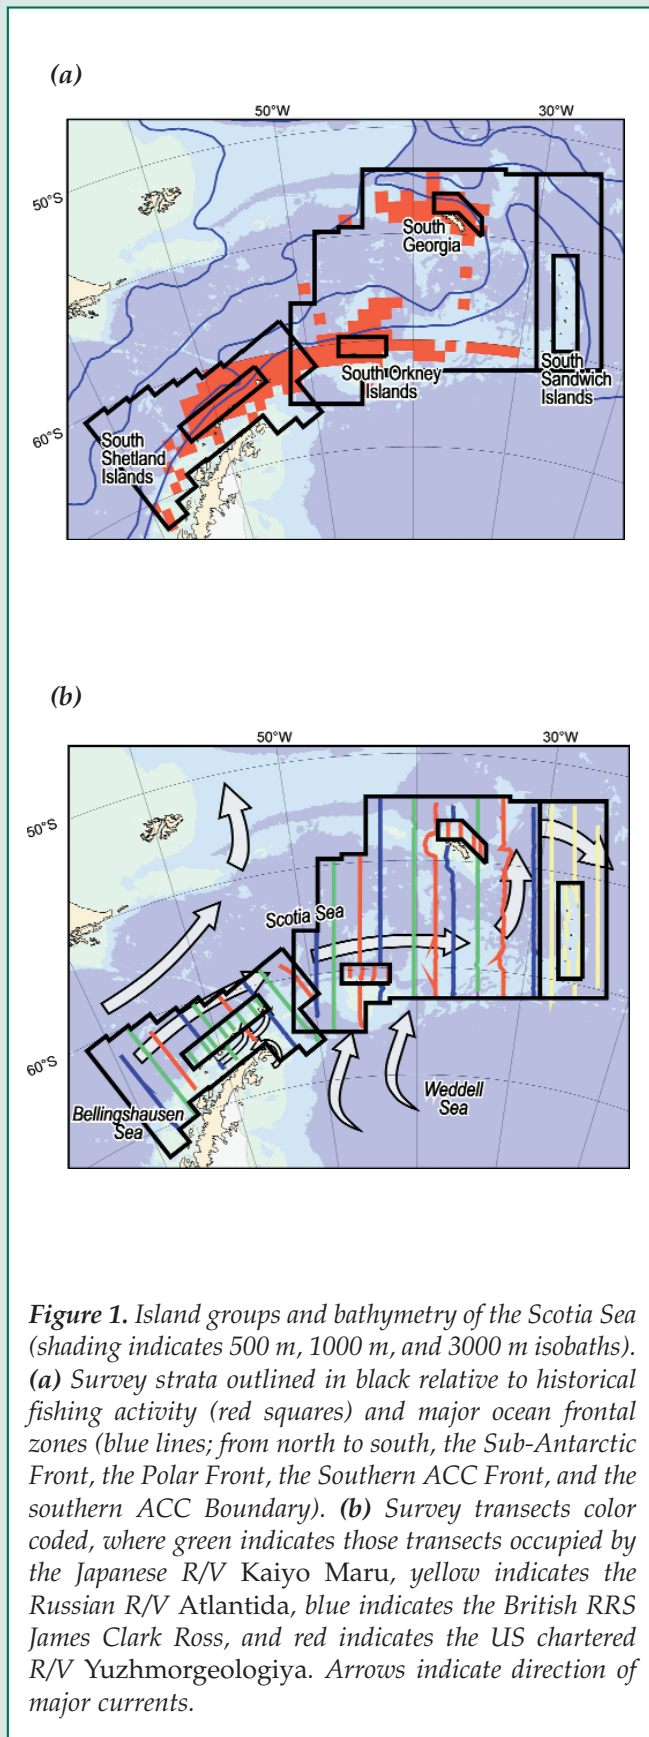 (a)
50°W
30°W
50°S
South
Georgia
South Orkney
Islands
South
Sandwich
Islands
60°S
South
Shetland
Islands
(b)
50°W
30°W
50°S
Scotia Sea
60°S
Bellingshausen
Sea
Weddell
Sea
Figure 1. Island groups and bathymetry of the Scotia Sea
(shading indicates 500 m, 1000 m, and 3000 m isobaths).
(a) Survey strata outlined in black relative to historical
fishing activity (red squares) and major ocean frontal
zones (blue lines; from north to south, the Sub-Antarctic
Front, the Polar Front, the Southern ACC Front, and the
southern ACC Boundary). (b) Survey transects color
coded, where green indicates those transects occupied by
the Japanese R/V Kaiyo Maru, yellow indicates the
Russian R/V Atlantida, blue indicates the British RRS
James Clark Ross, and red indicates the US chartered
R/V Yuzhmorgeologiya. Arrows indicate direction of
major currents.